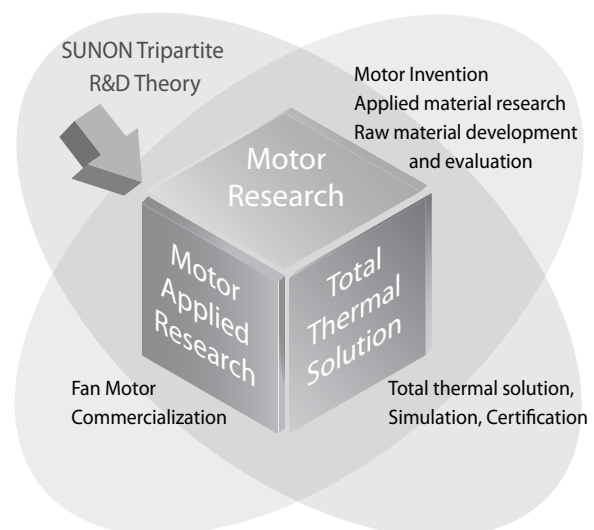 SUNON Tripartite
R&D Theory
Motor Invention
Applied material research
Raw material development
and evaluation
Motor
Research
Motor
Applied
Research
Total
Thermal
Solution
Fan Motor
Commercialization
Total thermal solution,
Simulation, Certification